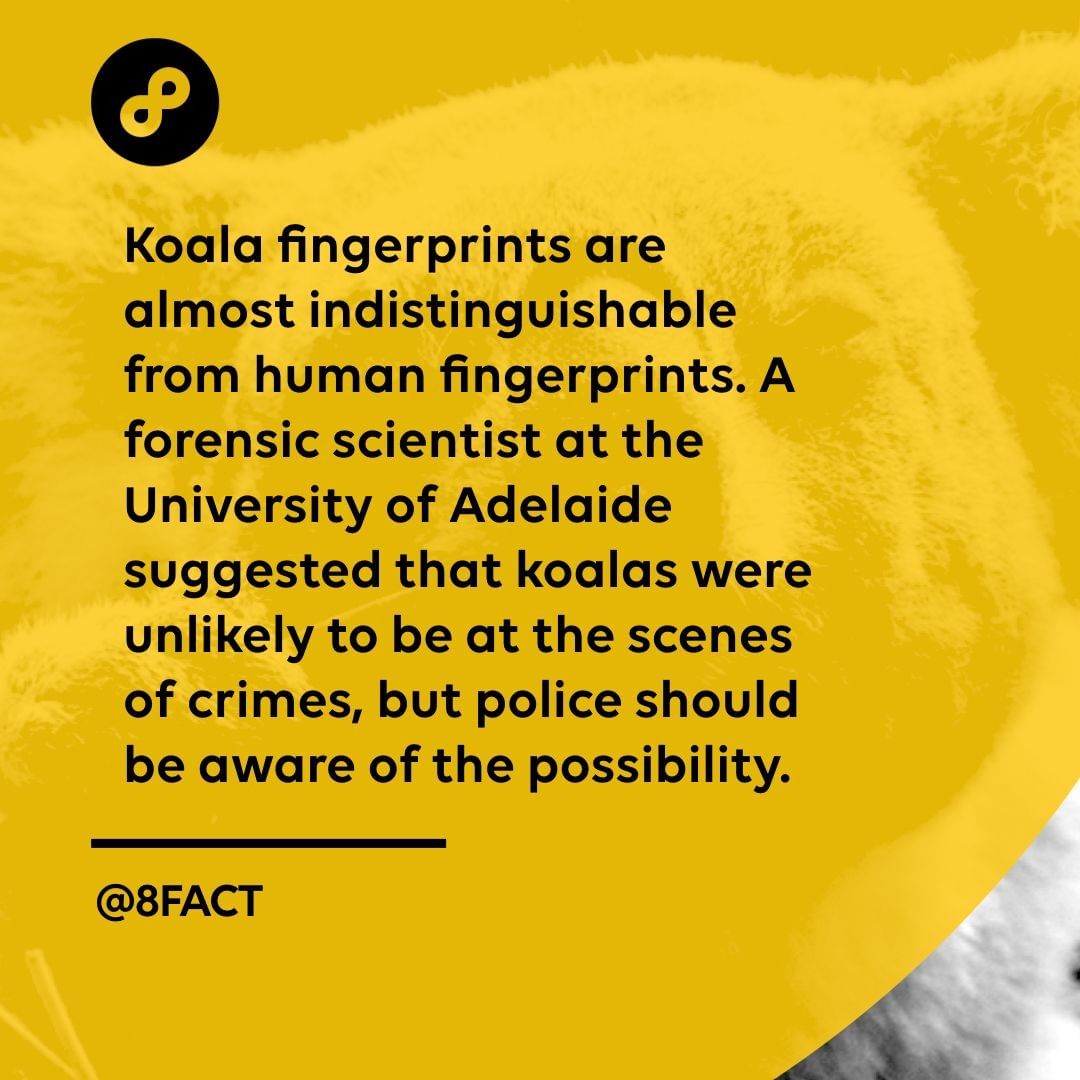 Koala fingerprints are
almost indistinguishable
from human fingerprints. A
forensic scientist at the
University of Adelaide
suggested that koalas were
unlikely to be at the scenes
of crimes, but police should
be aware of the possibility.
@8FACT